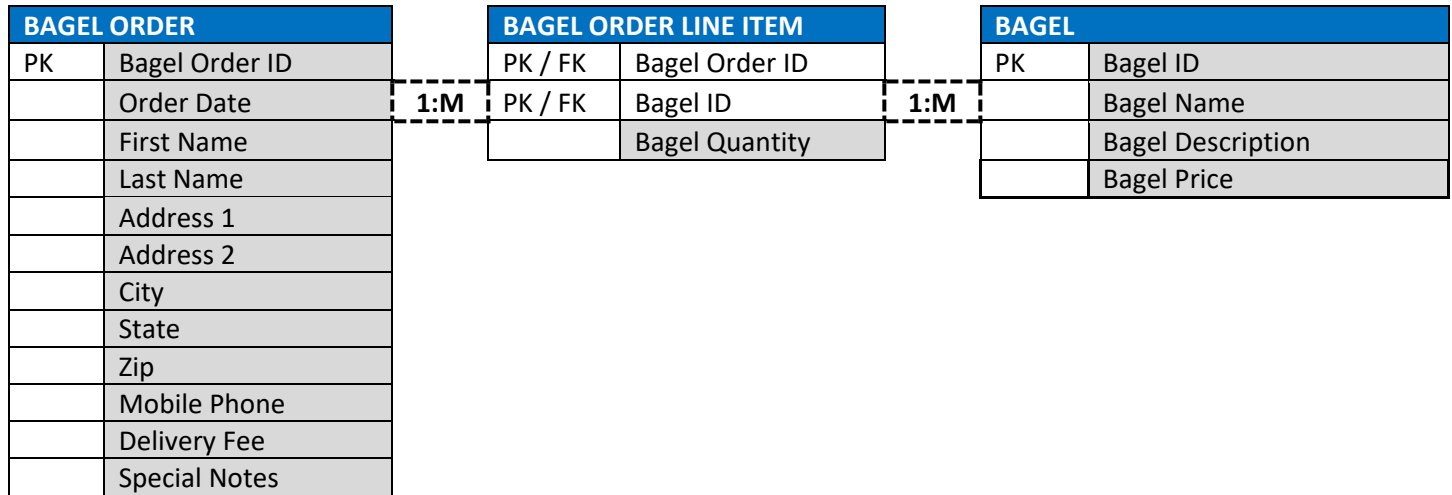 BAGEL ORDER
PK Bagel Order ID
Order Date
First Name
Last Name
Address 1
Address 2
City
State
Zip
Mobile Phone
Delivery Fee
Special Notes
1:M
BAGEL ORDER LINE ITEM
PK / FK Bagel Order ID
PK / FK Bagel ID
Bagel Quantity
1:M
BAGEL
PK Bagel ID
Bagel Name
Bagel Description
Bagel Price